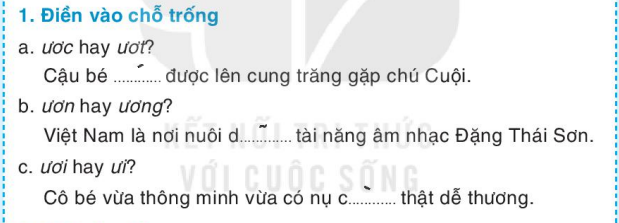 1. Điền vào chỗ trống
a. ươc hay ươt?
Cậu bé ......´..... được lên cung trăng gặp chú Cuội.
b. ươn hay ương?
Việt Nam là nơi nuôi d.....~....... tài năng âm nhạc Đặng Thái Sơn.
KẾT NỐI TRI THỨC
c. ươi hay ưi?
VỚI CUỘC SỐNG
Cô bé vừa thông minh vừa có nụ c.....`....... thật dễ thương.